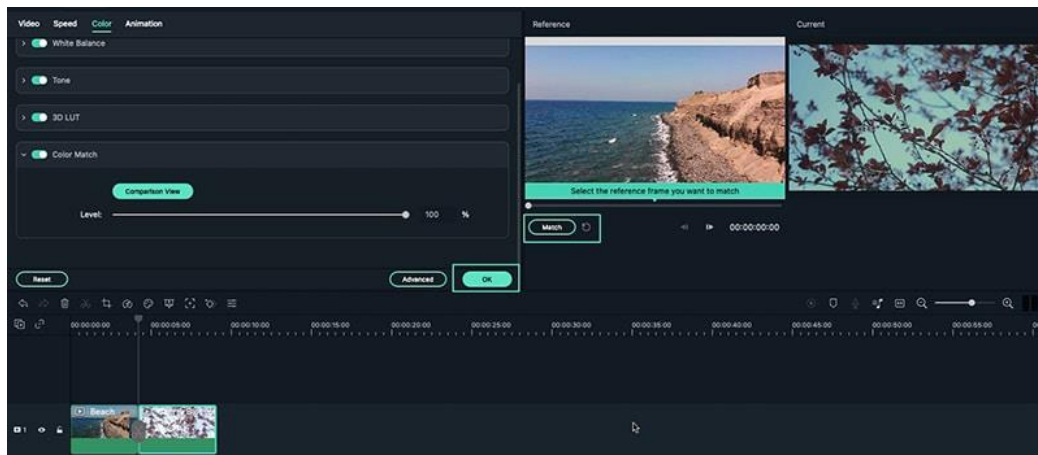 Video Speed Color Animation
White Balance
Tone
3D LUT
Color Match
Comparison View
Level: 100 %
Reset Advanced OK
Reference Current
Select the reference frame you want to match
Match 00:00:00:00
00:00:00:00 00:00:05:00 00:00:10:00 00:00:15:00 00:00:20:00 00:00:25:00 00:00:30:00 00:00:35:00 00:00:40:00 00:00:45:00 00:00:50:00 00:00:55:00
Beach
1